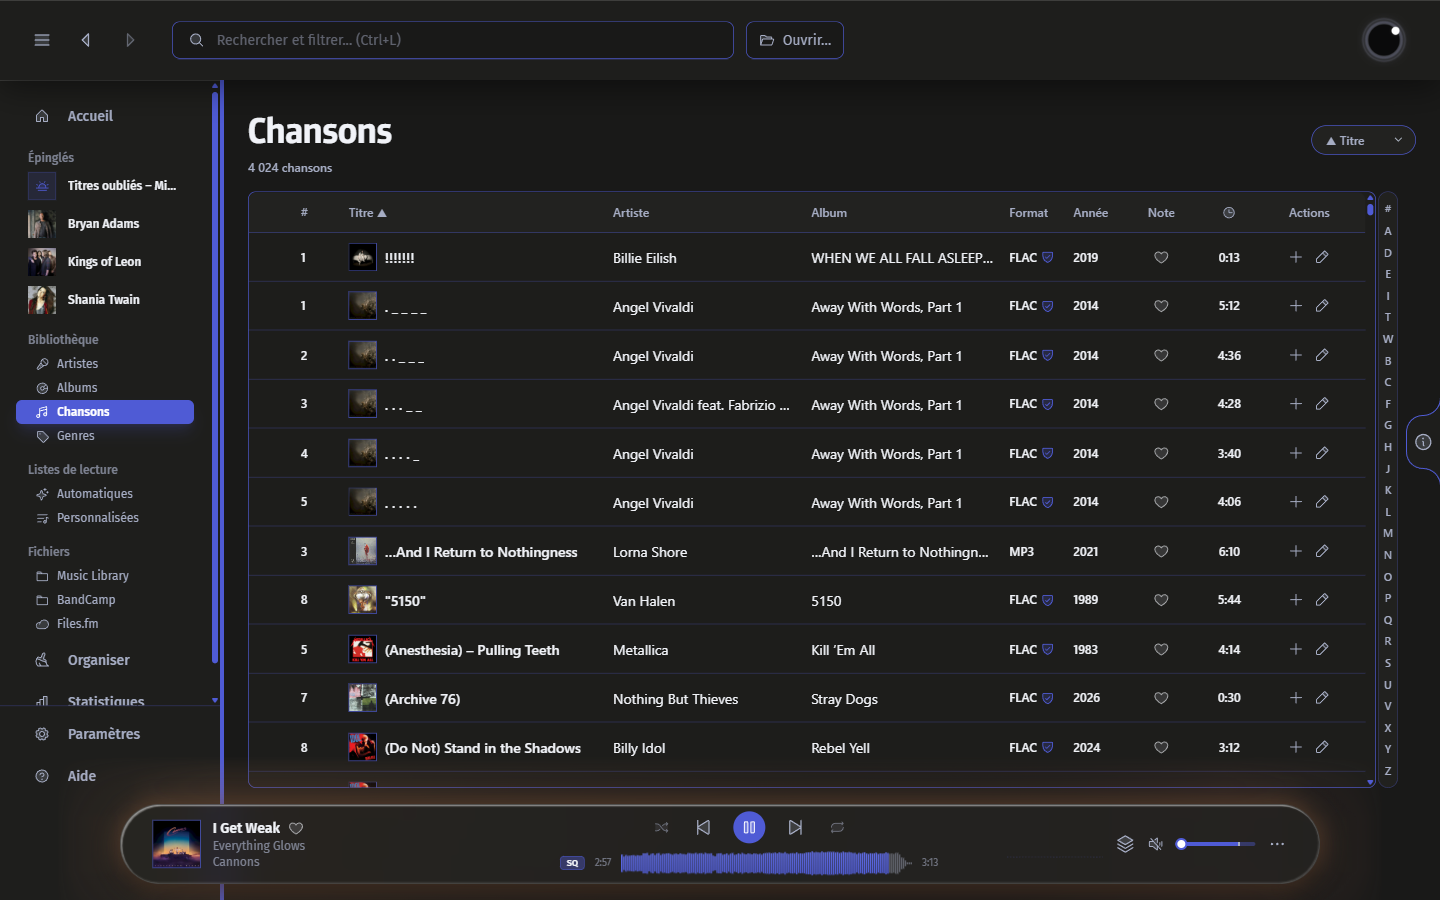 Rechercher et filtrer... (Ctrl+L)
Ouvrir...
Accueil
Épinglés
Titres oubliés – Mi...
Bryan Adams
Kings of Leon
Shania Twain
Bibliothèque
Artistes
Albums
Chansons
Genres
Listes de lecture
Automatiques
Personnalisées
Fichiers
Music Library
BandCamp
Files.fm
Organiser
Statistiques
Paramètres
Aide
Chansons
4 024 chansons
▲ Titre
# Titre ▲ Artiste Album Format Année Note Actions
1 !!!!!!! Billie Eilish WHEN WE ALL FALL ASLEEP... FLAC 2019 0:13
1 . _ _ _ _ Angel Vivaldi Away With Words, Part 1 FLAC 2014 5:12
2 . . _ _ _ Angel Vivaldi Away With Words, Part 1 FLAC 2014 4:36
3 . . . _ _ Angel Vivaldi feat. Fabrizio ... Away With Words, Part 1 FLAC 2014 4:28
4 . . . . _ Angel Vivaldi Away With Words, Part 1 FLAC 2014 3:40
5 . . . . . Angel Vivaldi Away With Words, Part 1 FLAC 2014 4:06
3 ...And I Return to Nothingness Lorna Shore ...And I Return to Nothingn... MP3 2021 6:10
8 "5150" Van Halen 5150 FLAC 1989 5:44
5 (Anesthesia) – Pulling Teeth Metallica Kill 'Em All FLAC 1983 4:14
7 (Archive 76) Nothing But Thieves Stray Dogs FLAC 2026 0:30
8 (Do Not) Stand in the Shadows Billy Idol Rebel Yell FLAC 2024 3:12
#
A
D
E
I
T
W
B
C
F
G
H
J
K
L
M
N
O
P
Q
R
S
U
V
X
Y
Z
I Get Weak
Everything Glows
Cannons
SQ 2:57 3:13